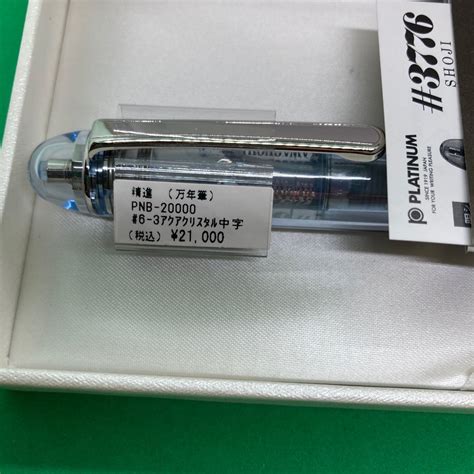 #3776
SHOJI
PLATINUM
SINCE 1919 JAPAN
FOR YOUR WRITING PLEASURE
精進 (万年筆)
PNB-20000
#6-3アクアクリスタル中字
(税込) ¥21,000